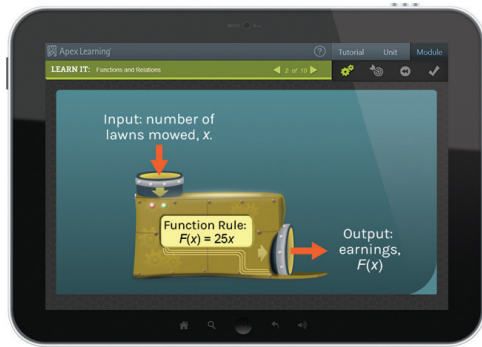 Apex Learning
Tutorial
Unit
Module
LEARN IT: Functions and Relations
2 of 10
Input: number of
lawns mowed, x.
Function Rule:
F(x) = 25x
Output:
earnings,
F(x)